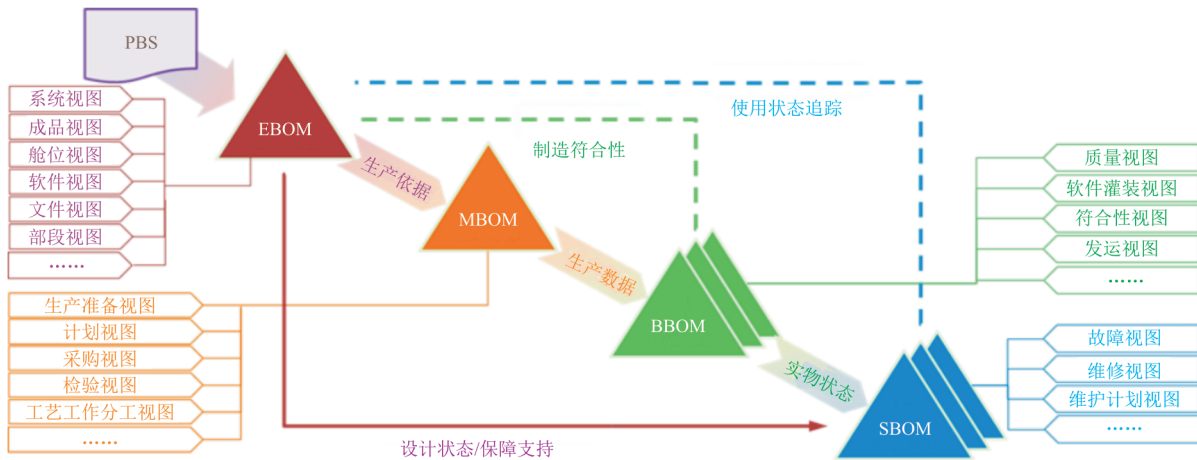 PBS
系统视图
成品视图
舱位视图
软件视图
文件视图
部段视图
……
EBOM
使用状态追踪
制造符合性
生产依据
MBOM
生产数据
BBOM
质量视图
软件灌装视图
符合性视图
发运视图
……
生产准备视图
计划视图
采购视图
检验视图
工艺工作分工视图
……
实物状态
SBOM
故障视图
维修视图
维护计划视图
……
设计状态/保障支持